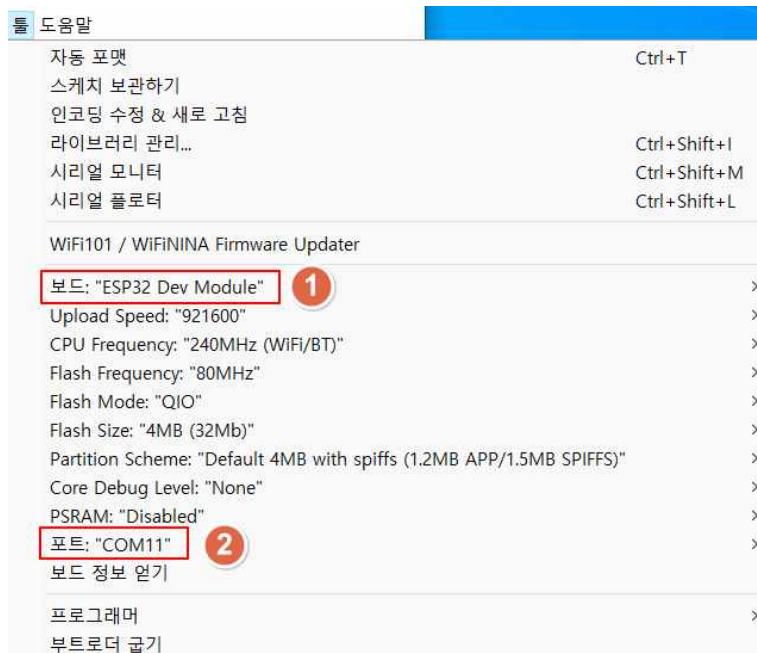 툴 도움말
자동 포맷 Ctrl+T
스케치 보관하기
인코딩 수정 & 새로 고침
라이브러리 관리... Ctrl+Shift+I
시리얼 모니터 Ctrl+Shift+M
시리얼 플로터 Ctrl+Shift+L
WiFi101 / WiFiNINA Firmware Updater
보드: "ESP32 Dev Module" 1
Upload Speed: "921600"
CPU Frequency: "240MHz (WiFi/BT)"
Flash Frequency: "80MHz"
Flash Mode: "QIO"
Flash Size: "4MB (32Mb)"
Partition Scheme: "Default 4MB with spiffs (1.2MB APP/1.5MB SPIFFS)"
Core Debug Level: "None"
PSRAM: "Disabled"
포트: "COM11" 2
보드 정보 얻기
프로그래머
부트로더 굽기